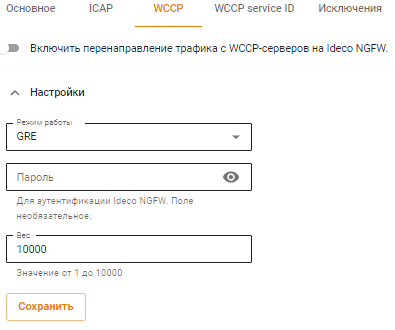 Основное ICAP WCCP WCCP service ID Исключения
Включить перенаправление трафика с WCCP-серверов на Ideco NGFW.
Настройки
Режим работы
GRE
Пароль
Для аутентификации Ideco NGFW. Поле
необязательное.
Вес
10000
Значение от 1 до 10000
Сохранить